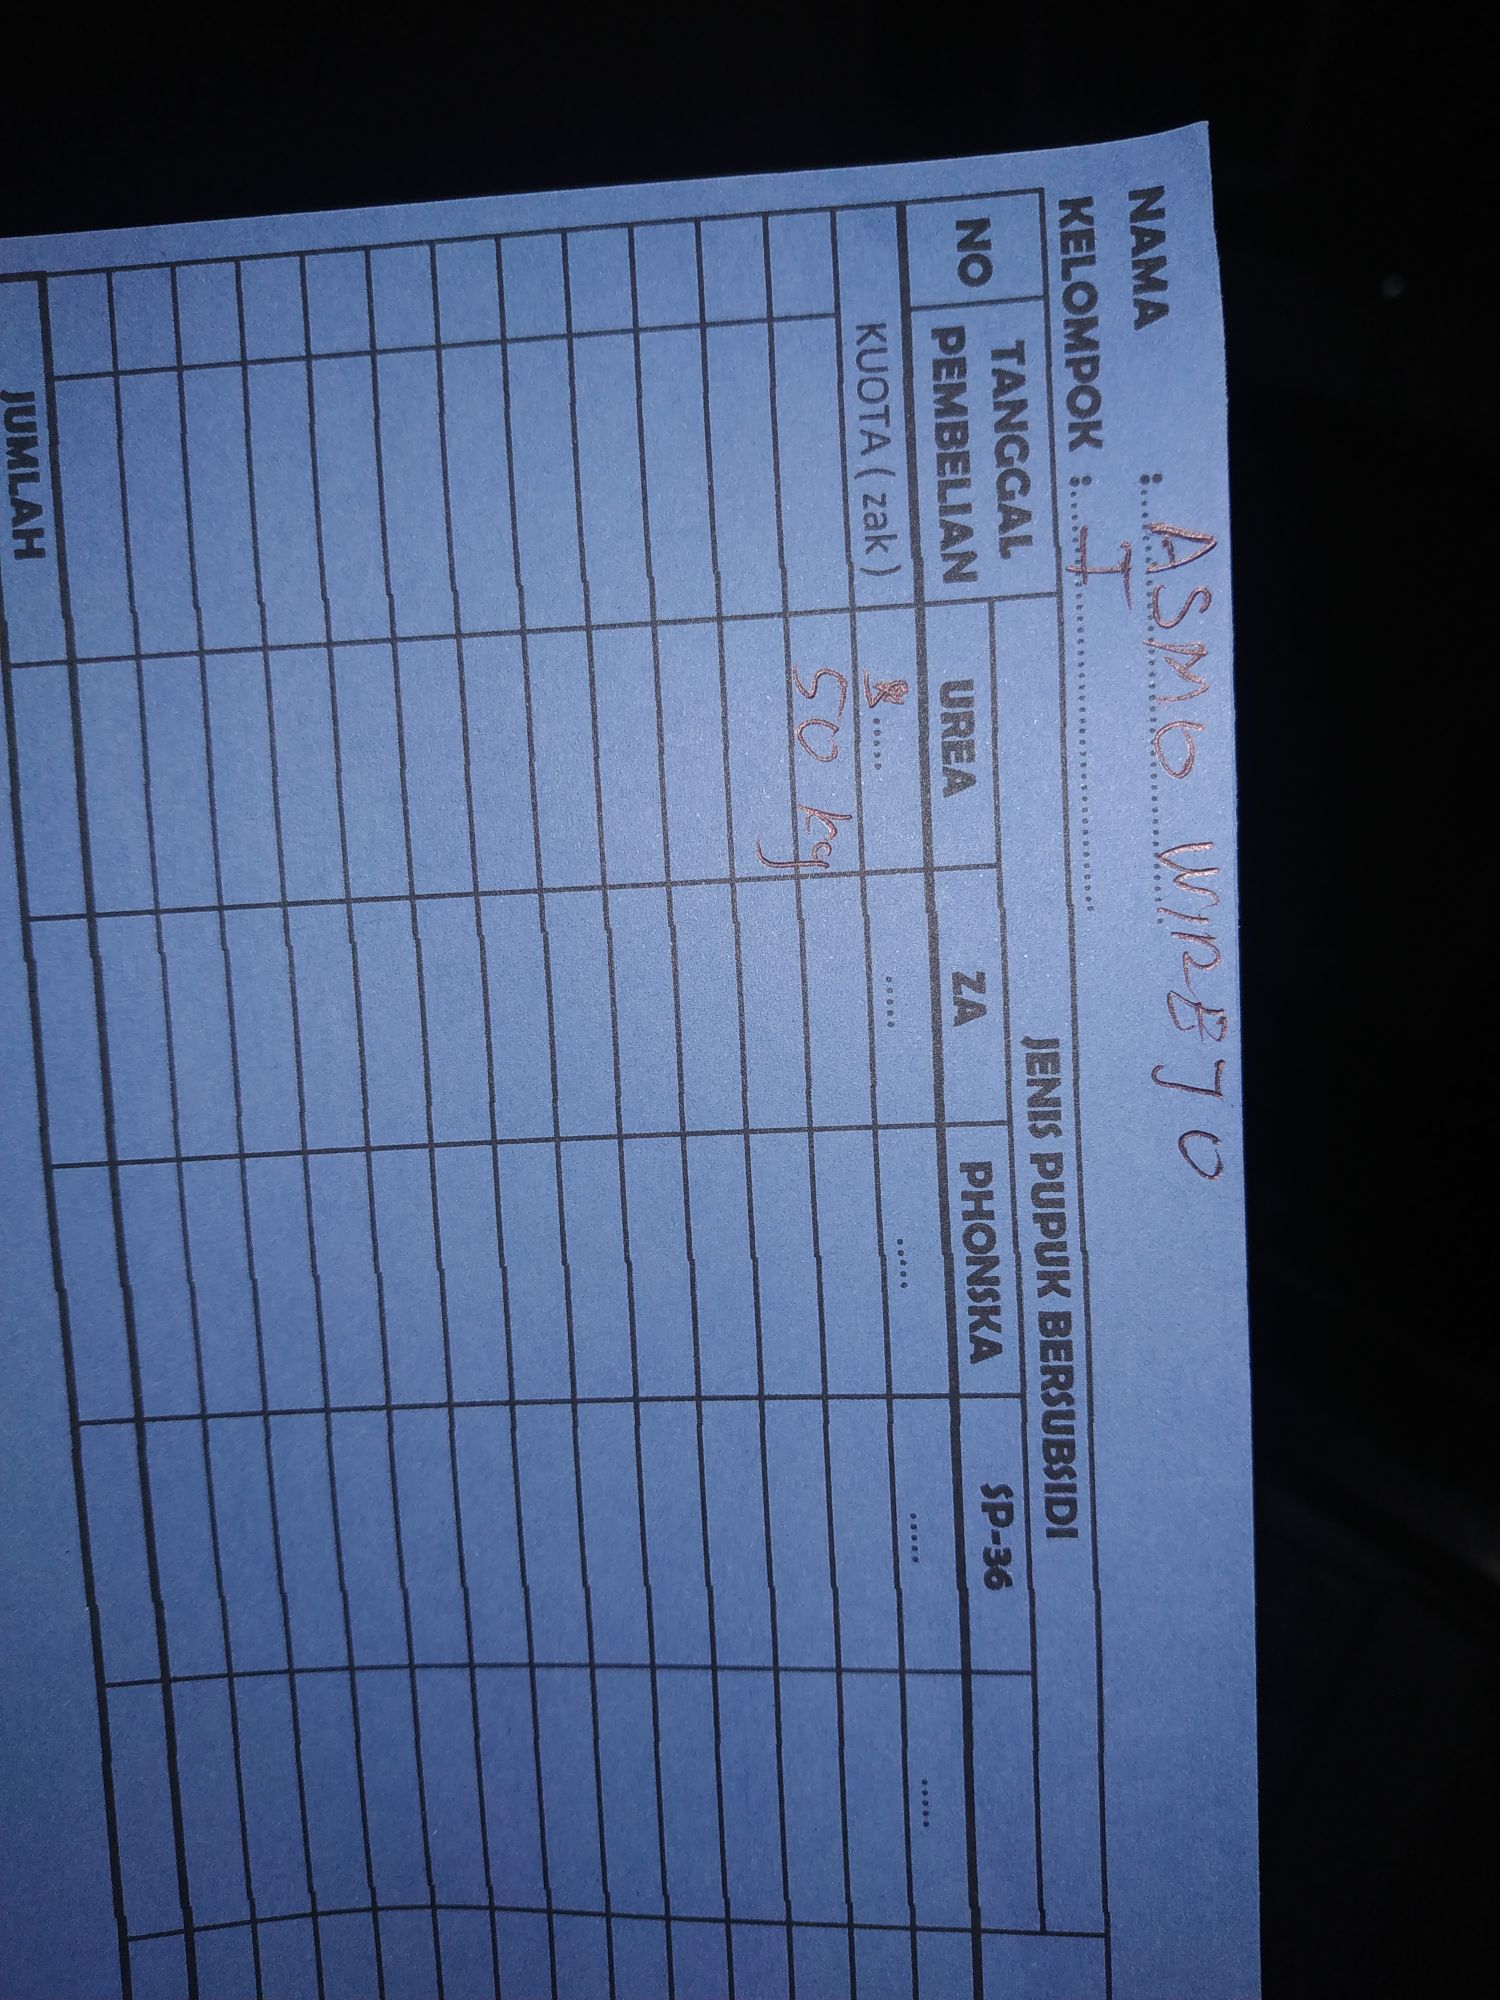 NAMA : ASMO WIREJO
KELOMPOK : I
NO TANGGAL PEMBELIAN JENIS PUPUK BERSUBSIDI
UREA ZA PHONSKA SP-36
KUOTA ( zak ) ..... ..... ..... ..... .....
50 kg
JUMLAH